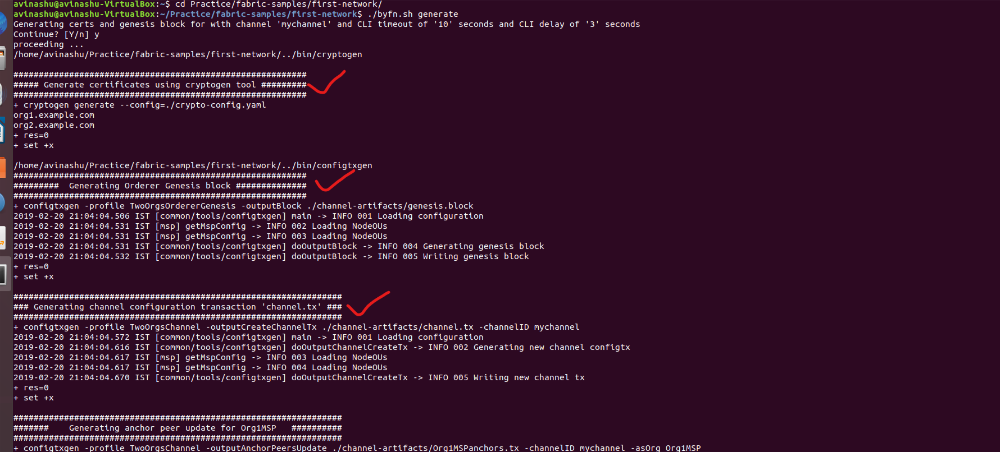 avinashu@avinashu-VirtualBox:~$ cd Practice/fabric-samples/first-network/
avinashu@avinashu-VirtualBox:~/Practice/fabric-samples/first-network$ ./byfn.sh generate
Generating certs and genesis block for with channel 'mychannel' and CLI timeout of '10' seconds and CLI delay of '3' seconds
Continue? [Y/n] y
proceeding ...
/home/avinashu/Practice/fabric-samples/first-network/../bin/cryptogen
##########################################################
##### Generate certificates using cryptogen tool #########
##########################################################
+ cryptogen generate --config=./crypto-config.yaml
org1.example.com
org2.example.com
+ res=0
+ set +x
/home/avinashu/Practice/fabric-samples/first-network/../bin/configtxgen
##########################################################
#########  Generating Orderer Genesis block ##############
##########################################################
+ configtxgen -profile TwoOrgsOrdererGenesis -outputBlock ./channel-artifacts/genesis.block
2019-02-20 21:04:04.506 IST [common/tools/configtxgen] main -> INFO 001 Loading configuration
2019-02-20 21:04:04.531 IST [msp] getMspConfig -> INFO 002 Loading NodeOUs
2019-02-20 21:04:04.531 IST [msp] getMspConfig -> INFO 003 Loading NodeOUs
2019-02-20 21:04:04.531 IST [common/tools/configtxgen] doOutputBlock -> INFO 004 Generating genesis block
2019-02-20 21:04:04.532 IST [common/tools/configtxgen] doOutputBlock -> INFO 005 Writing genesis block
+ res=0
+ set +x
#################################################################
### Generating channel configuration transaction 'channel.tx' ###
#################################################################
+ configtxgen -profile TwoOrgsChannel -outputCreateChannelTx ./channel-artifacts/channel.tx -channelID mychannel
2019-02-20 21:04:04.572 IST [common/tools/configtxgen] main -> INFO 001 Loading configuration
2019-02-20 21:04:04.616 IST [common/tools/configtxgen] doOutputChannelCreateTx -> INFO 002 Generating new channel configtx
2019-02-20 21:04:04.617 IST [msp] getMspConfig -> INFO 003 Loading NodeOUs
2019-02-20 21:04:04.617 IST [msp] getMspConfig -> INFO 004 Loading NodeOUs
2019-02-20 21:04:04.670 IST [common/tools/configtxgen] doOutputChannelCreateTx -> INFO 005 Writing new channel tx
+ res=0
+ set +x
#################################################################
#######    Generating anchor peer update for Org1MSP   ##########
#################################################################
+ configtxgen -profile TwoOrgsChannel -outputAnchorPeersUpdate ./channel-artifacts/Org1MSPanchors.tx -channelID mychannel -asOrg Org1MSP